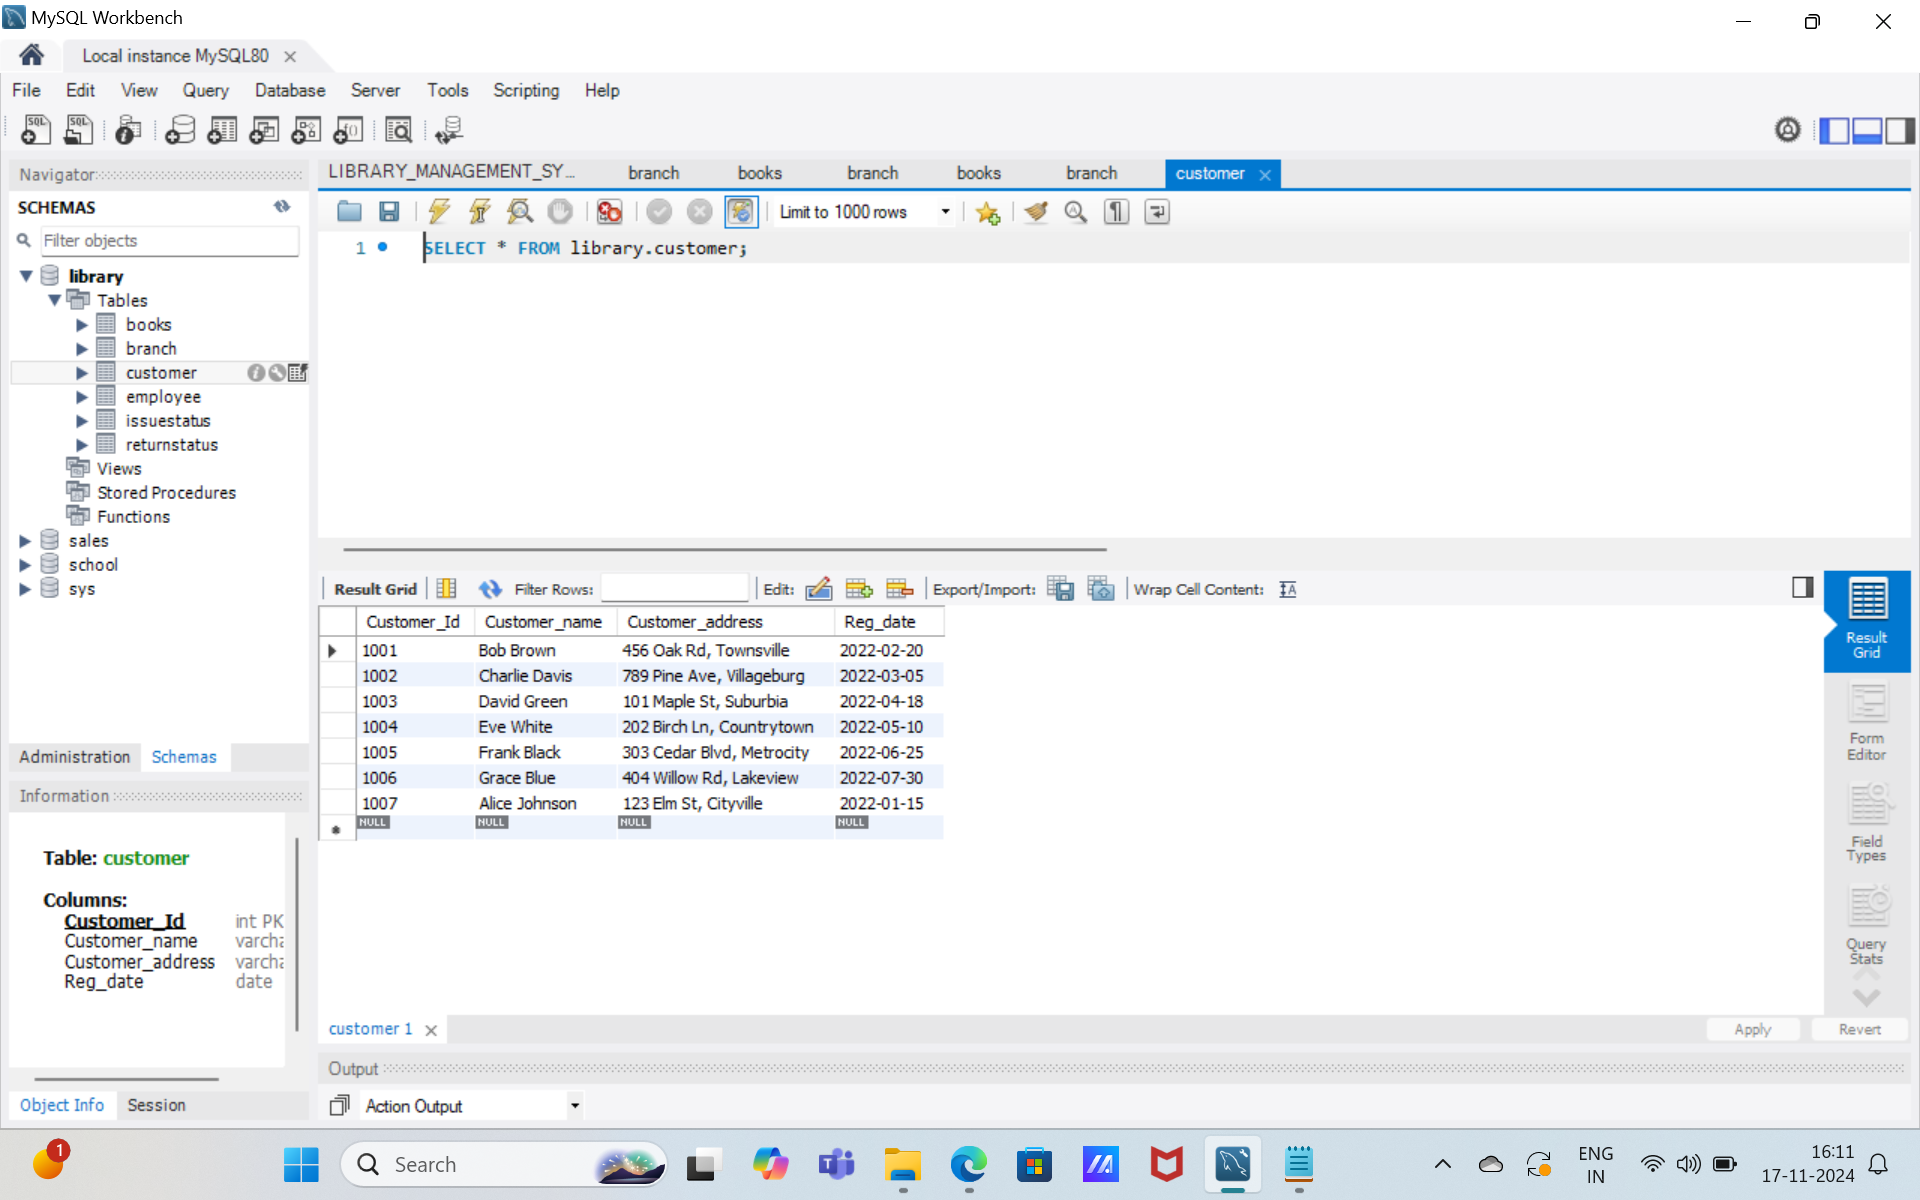 MySQL Workbench
Local instance MySQL80
File Edit View Query Database Server Tools Scripting Help
Navigator
SCHEMAS
Filter objects
library
Tables
books
branch
customer
employee
issuestatus
returnstatus
Views
Stored Procedures
Functions
sales
school
sys
Administration Schemas
Information
Table: customer
Columns:
Customer_Id int PK
Customer_name varcha
Customer_address varcha
Reg_date date
Object Info Session
LIBRARY_MANAGEMENT_SY... branch books branch books branch customer
Limit to 1000 rows
1 SELECT * FROM library.customer;
Result Grid Filter Rows: Edit: Export/Import: Wrap Cell Content:
Customer_Id Customer_name Customer_address Reg_date
1001 Bob Brown 456 Oak Rd, Townsville 2022-02-20
1002 Charlie Davis 789 Pine Ave, Villageburg 2022-03-05
1003 David Green 101 Maple St, Suburbia 2022-04-18
1004 Eve White 202 Birch Ln, Countrytown 2022-05-10
1005 Frank Black 303 Cedar Blvd, Metrocity 2022-06-25
1006 Grace Blue 404 Willow Rd, Lakeview 2022-07-30
1007 Alice Johnson 123 Elm St, Cityville 2022-01-15
NULL NULL NULL NULL
Result
Grid
Form
Editor
Field
Types
Query
Stats
customer 1
Apply Revert
Output
Action Output
1
Search
ENG
IN
16:11
17-11-2024